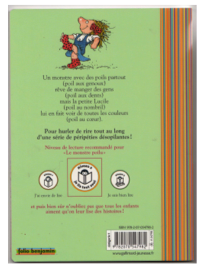 Un monstre avec des poils partout
(poil aux genoux)
rêve de manger des gens
(poil aux dents)
mais la petite Lucile
(poil au nombril)
lui en fait voir de toutes les couleurs
(poil au cœur).
Pour hurler de rire tout au long
d'une série de péripéties désopilantes !
Niveau de lecture recommandé pour
«Le monstre poilu»
J'ai envie de lire
Je suis bien lire
et puis bien sûr n'oubliez pas que tous les enfants
aiment qu'on leur lise des histoires !
folio benjamin